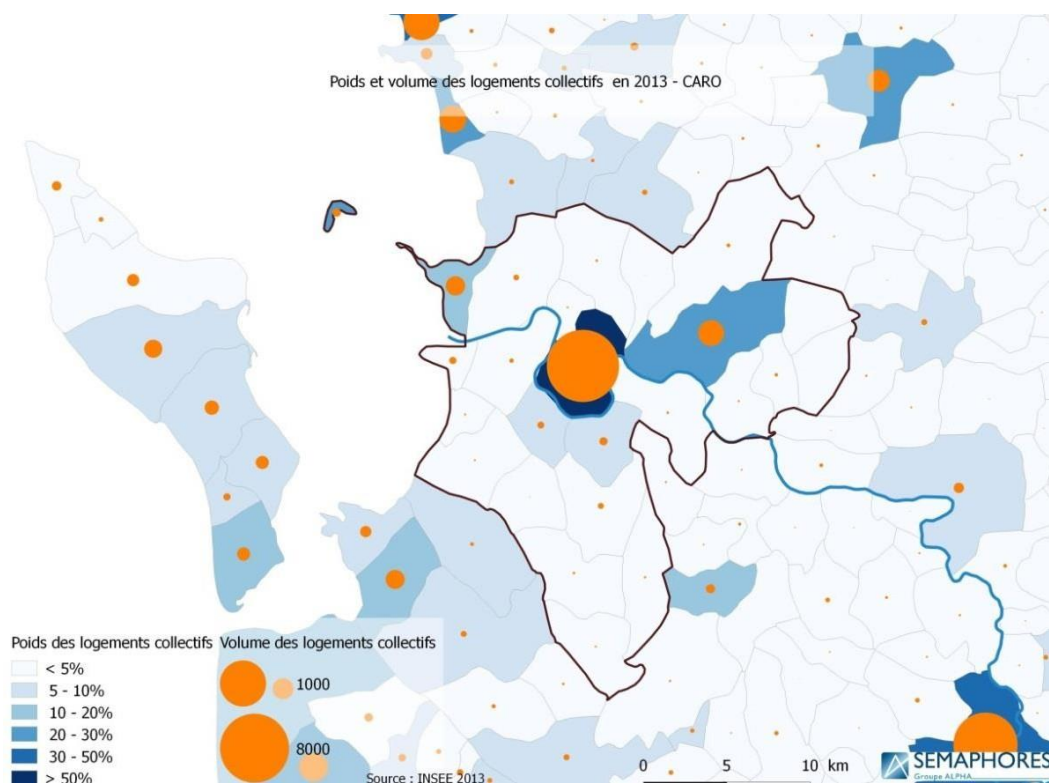 Poids et volume des logements collectifs en 2013 - CARO
Poids des logements collectifs
< 5%
5 - 10%
10 - 20%
20 - 30%
30 - 50%
> 50%
Volume des logements collectifs
1000
8000
Source : INSEE 2013
0 5 10 km
SEMAPHORES
Groupe ALPHA